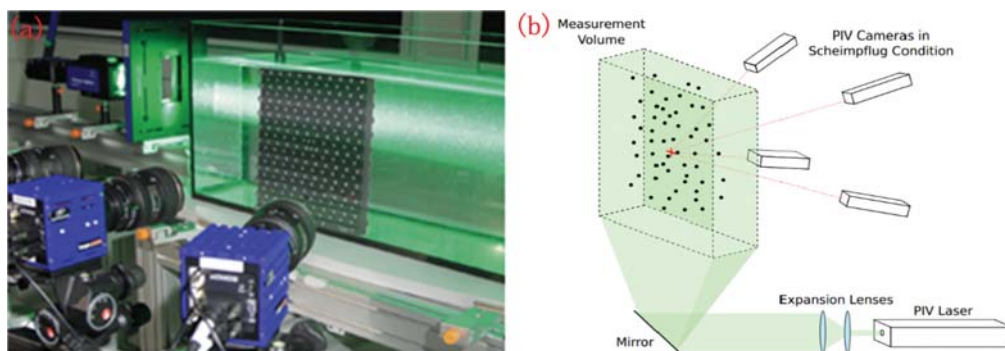 (a)
(b)
Measurement
Volume
PIV Cameras in
Scheimpflug Condition
Expansion Lenses
PIV Laser
Mirror